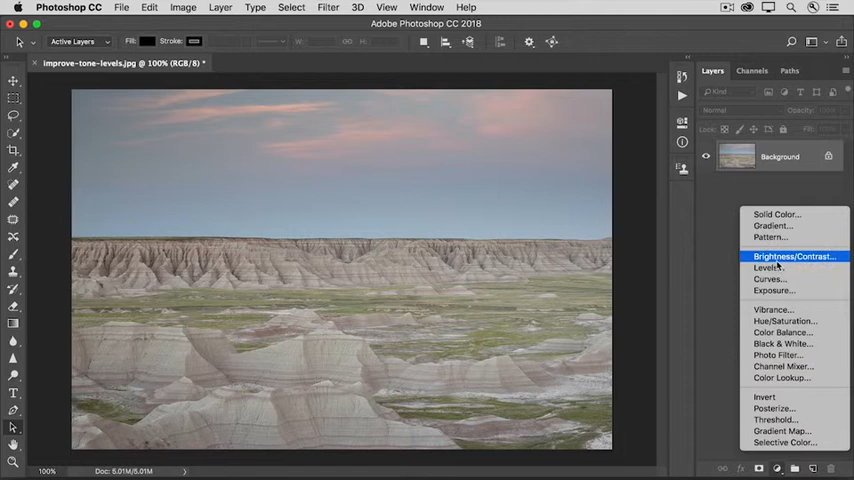 Photoshop CC File Edit Image Layer Type Select Filter 3D View Window Help
Adobe Photoshop CC 2018
Active Layers Fill: Stroke: W: H:
improve-tone-levels.jpg @ 100% (RGB/8) *
Layers Channels Paths
Kind
Normal Opacity:
Lock: Fill:
Background
Solid Color...
Gradient...
Pattern...
Brightness/Contrast...
Levels...
Curves...
Exposure...
Vibrance...
Hue/Saturation...
Color Balance...
Black & White...
Photo Filter...
Channel Mixer...
Color Lookup...
Invert
Posterize...
Threshold...
Gradient Map...
Selective Color...
100% Doc: 5.01M/5.01M